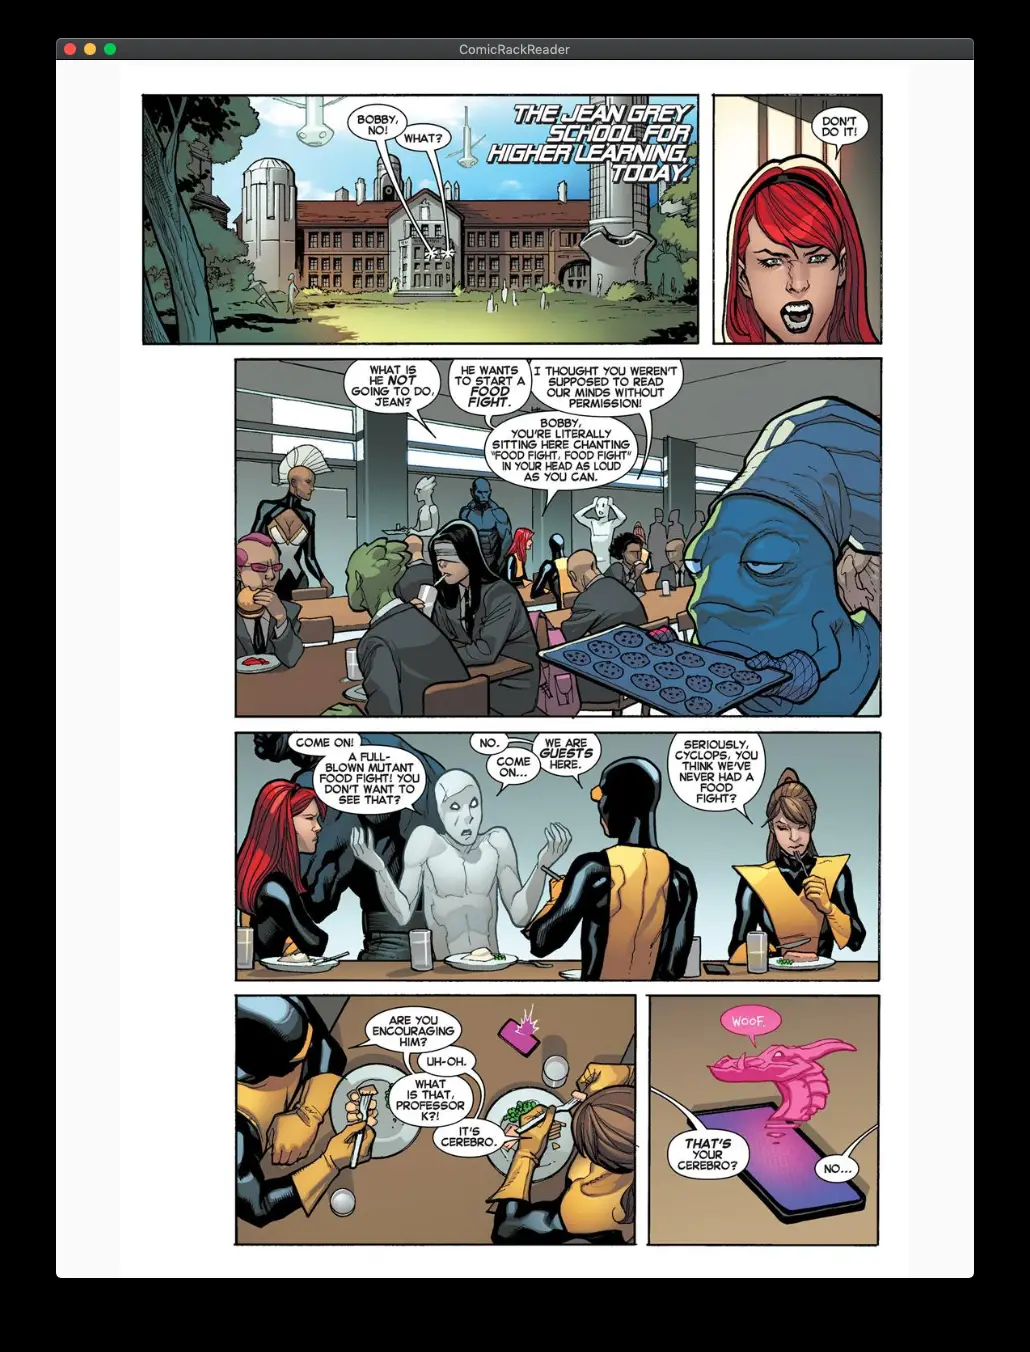 ComicRackReader
BOBBY,
NO!
WHAT?
THE JEAN GREY
SCHOOL FOR
HIGHER LEARNING,
TODAY.
DON'T
DO IT!
WHAT IS
HE NOT
GOING TO DO,
JEAN?
HE WANTS
TO START A
FOOD
FIGHT.
I THOUGHT YOU WEREN'T
SUPPOSED TO READ
OUR MINDS WITHOUT
PERMISSION!
BOBBY,
YOU'RE LITERALLY
SITTING HERE CHANTING
"FOOD FIGHT, FOOD FIGHT"
IN YOUR HEAD AS LOUD
AS YOU CAN.
COME ON!
A FULL-
BLOWN MUTANT
FOOD FIGHT! YOU
DON'T WANT TO
SEE THAT?
NO.
COME
ON...
WE ARE
GUESTS
HERE.
SERIOUSLY,
CYCLOPS, YOU
THINK WE'VE
NEVER HAD A
FOOD
FIGHT?
ARE YOU
ENCOURAGING
HIM?
UH-OH.
WHAT
IS THAT,
PROFESSOR
K?!
IT'S
CEREBRO.
WOOF.
THAT'S
YOUR
CEREBRO?
NO...